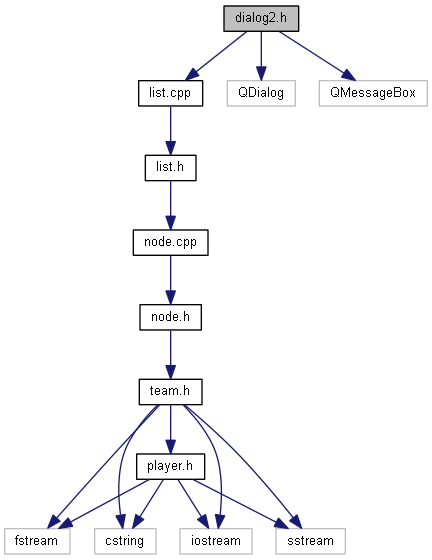 dialog2.h
list.cpp
QDialog
QMessageBox
list.h
node.cpp
node.h
team.h
player.h
fstream
cstring
iostream
sstream